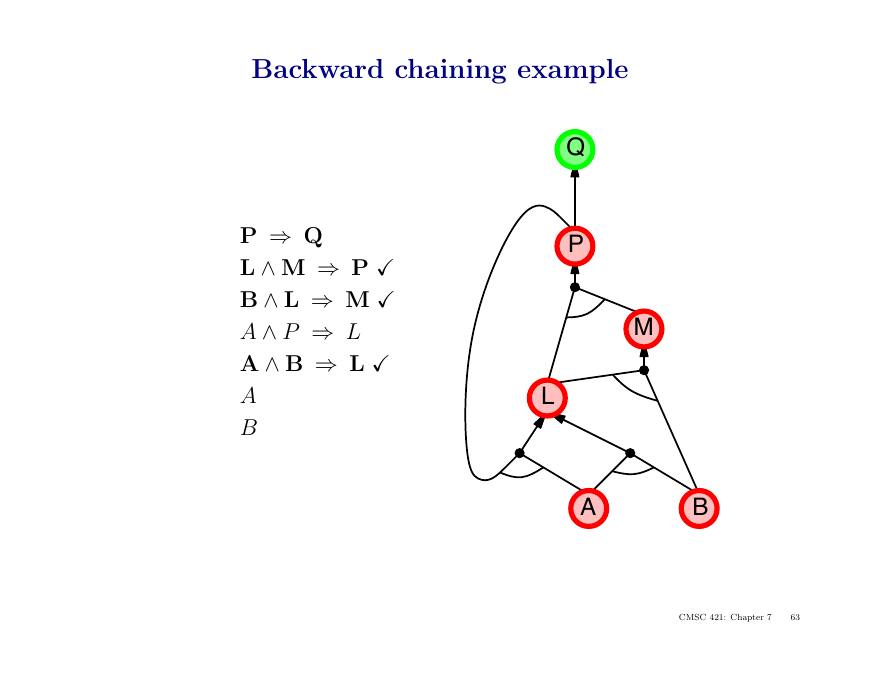 Backward chaining example
P ⇒ Q
L ∧ M ⇒ P ✓
B ∧ L ⇒ M ✓
A ∧ P ⇒ L
A ∧ B ⇒ L ✓
A
B
Q
P
M
L
A
B
CMSC 421: Chapter 7 63